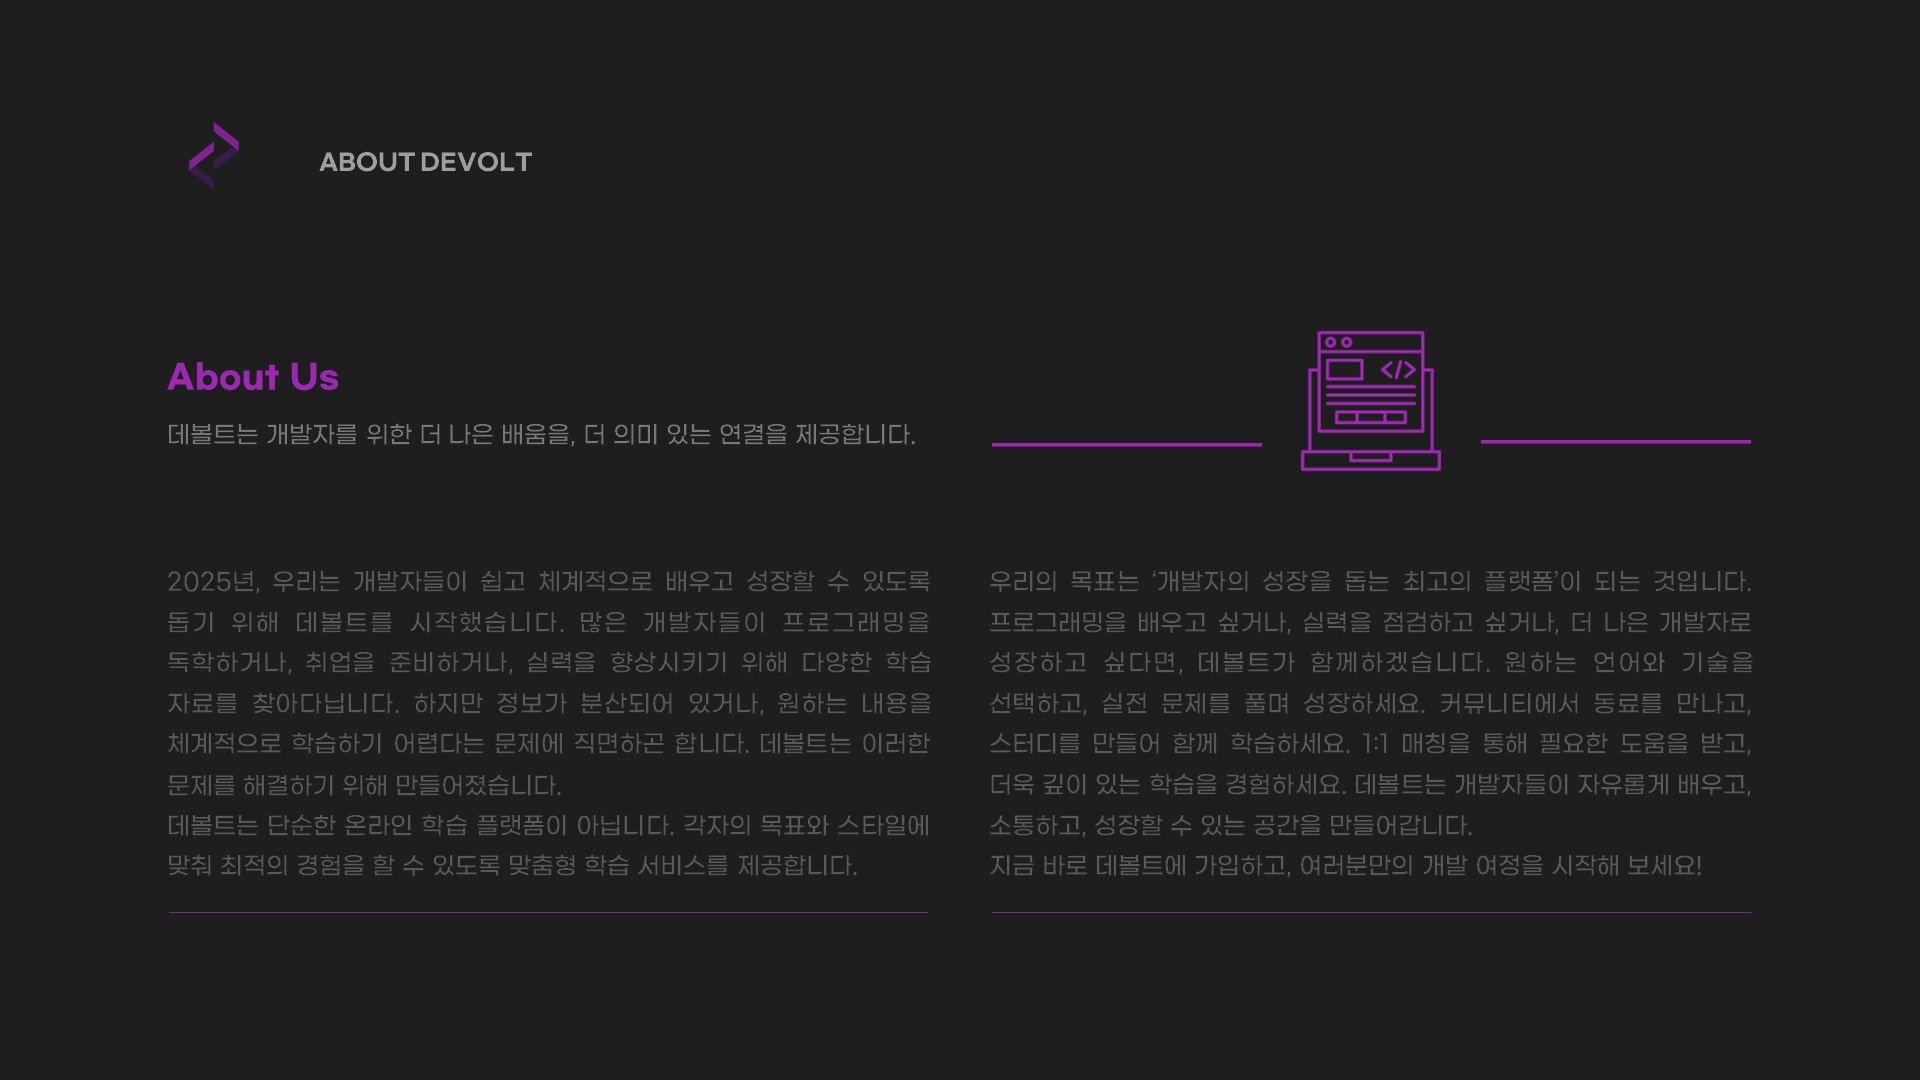 ABOUT DEVOLT
About Us
데볼트는 개발자를 위한 더 나은 배움을, 더 의미 있는 연결을 제공합니다.
</>
2025년, 우리는 개발자들이 쉽고 체계적으로 배우고 성장할 수 있도록
돕기 위해 데볼트를 시작했습니다. 많은 개발자들이 프로그래밍을
독학하거나, 취업을 준비하거나, 실력을 향상시키기 위해 다양한 학습
자료를 찾아다닙니다. 하지만 정보가 분산되어 있거나, 원하는 내용을
체계적으로 학습하기 어렵다는 문제에 직면하곤 합니다. 데볼트는 이러한
문제를 해결하기 위해 만들어졌습니다.
데볼트는 단순한 온라인 학습 플랫폼이 아닙니다. 각자의 목표와 스타일에
맞춰 최적의 경험을 할 수 있도록 맞춤형 학습 서비스를 제공합니다.
우리의 목표는 ‘개발자의 성장을 돕는 최고의 플랫폼’이 되는 것입니다.
프로그래밍을 배우고 싶거나, 실력을 점검하고 싶거나, 더 나은 개발자로
성장하고 싶다면, 데볼트가 함께하겠습니다. 원하는 언어와 기술을
선택하고, 실전 문제를 풀며 성장하세요. 커뮤니티에서 동료를 만나고,
스터디를 만들어 함께 학습하세요. 1:1 매칭을 통해 필요한 도움을 받고,
더욱 깊이 있는 학습을 경험하세요. 데볼트는 개발자들이 자유롭게 배우고,
소통하고, 성장할 수 있는 공간을 만들어갑니다.
지금 바로 데볼트에 가입하고, 여러분만의 개발 여정을 시작해 보세요!